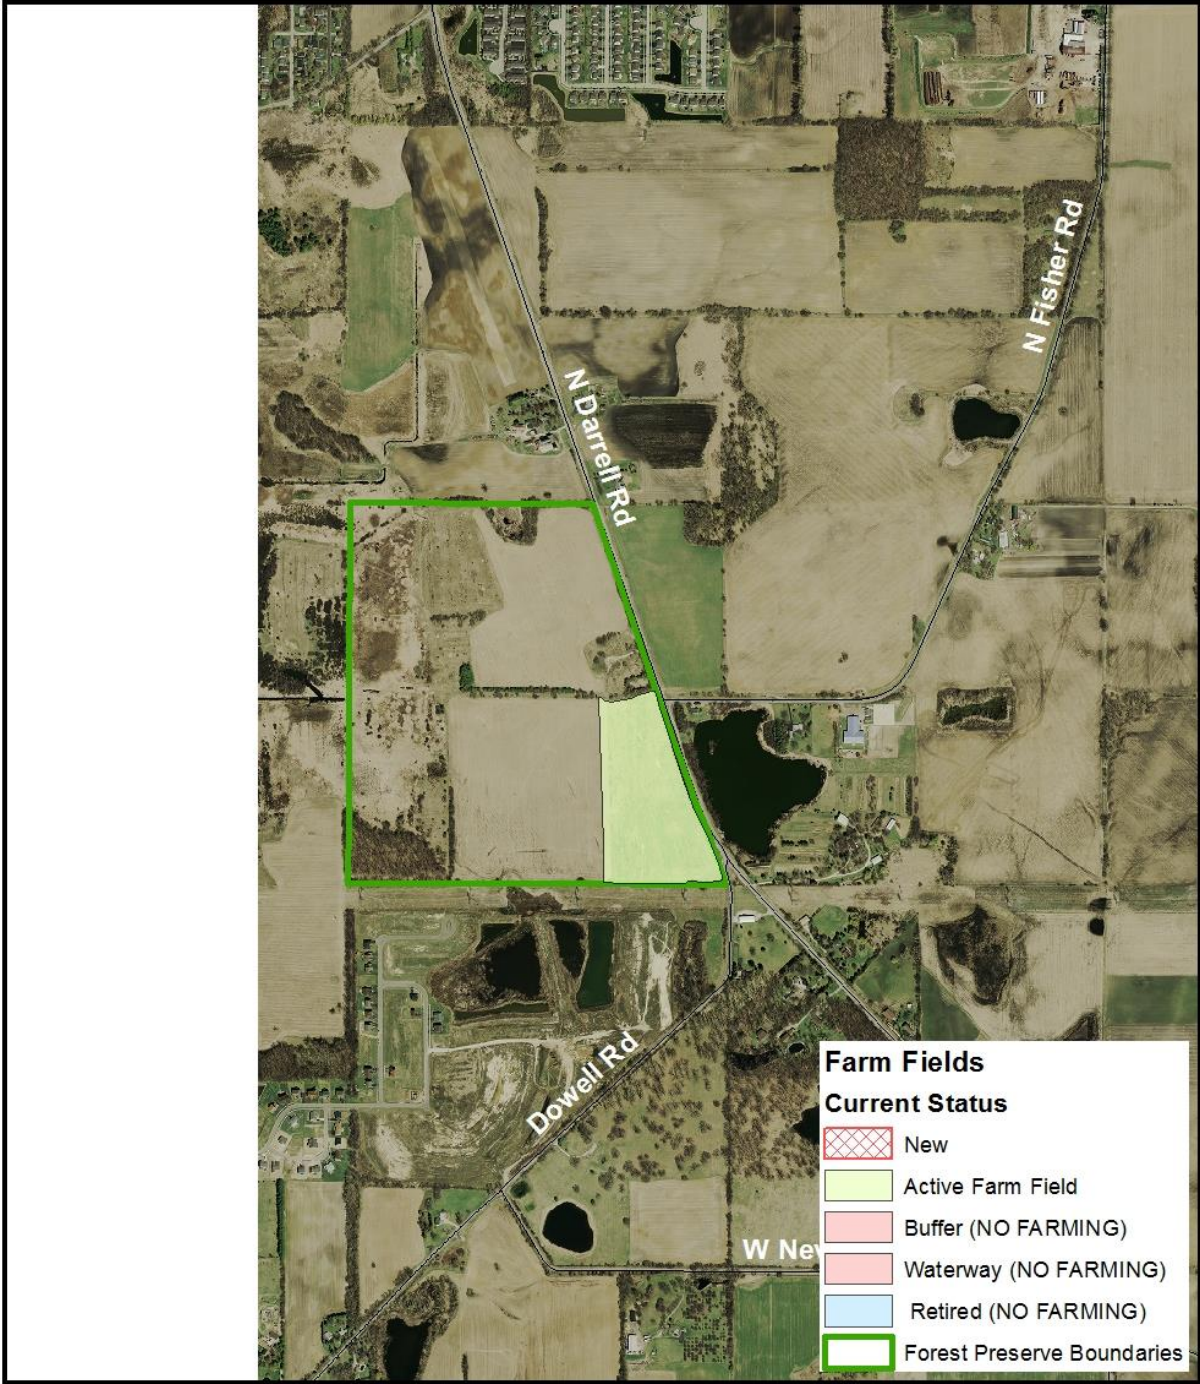 N Fisher Rd
N Darrell Rd
Dowell Rd
W Nev
Farm Fields
Current Status
New
Active Farm Field
Buffer (NO FARMING)
Waterway (NO FARMING)
Retired (NO FARMING)
Forest Preserve Boundaries